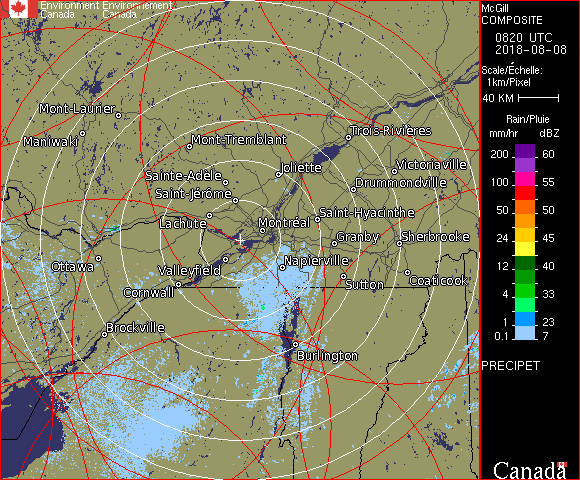 Environment Environnement
Canada Canada
McGill
COMPOSITE
0820 UTC
2018-08-08
Scale/Échelle:
1km/Pixel
40 KM
Rain/Pluie
mm/hr dBZ
200 60
100 55
50 50
24 45
12 40
4 33
1 23
0.1 7
PRECIPET
Canada
Mont-Laurier
Maniwaki
Mont-Tremblant
Trois-Rivières
Joliette
Victoriaville
Sainte-Adèle
Drummondville
Saint-Jérôme
Lachute
Montréal
Saint-Hyacinthe
Granby
Sherbrooke
Ottawa
Valleyfield
Napierville
Cornwall
Sutton
Coaticook
Brockville
Burlington